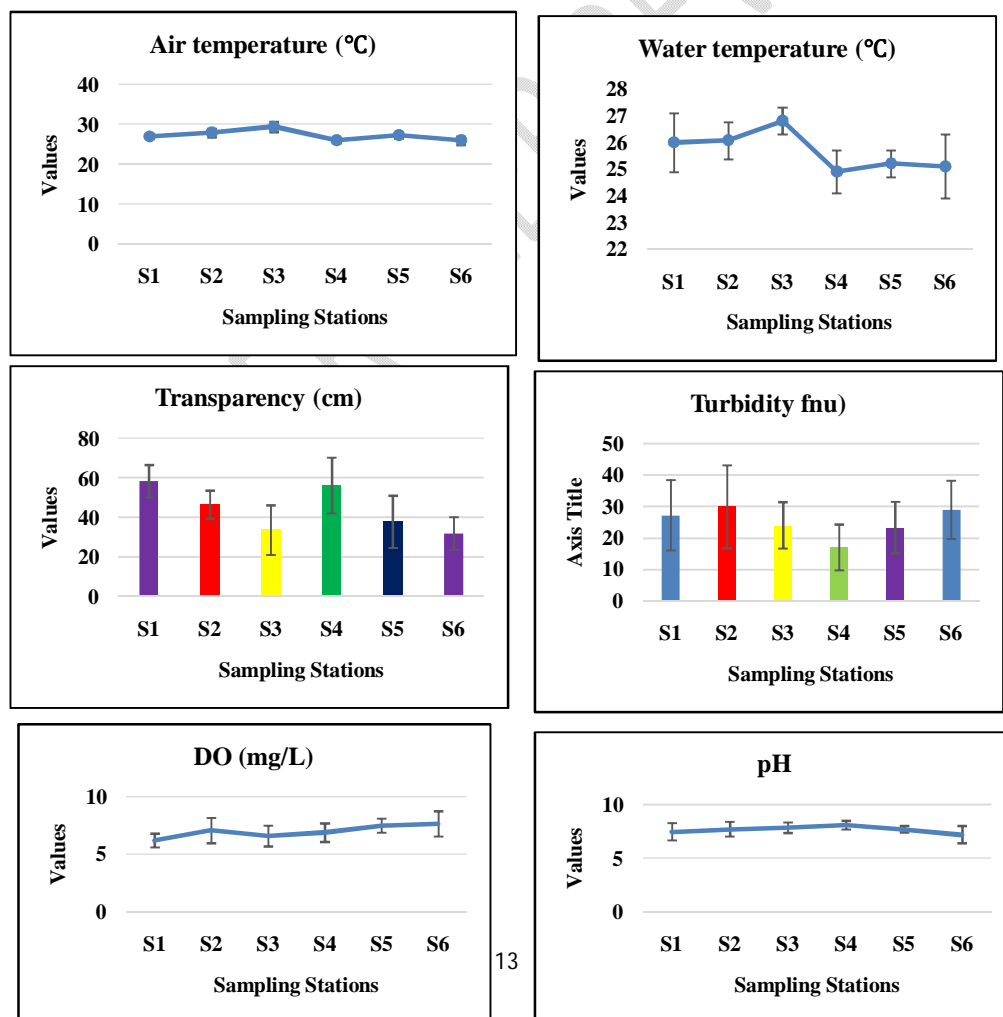 Air temperature (℃)
40
30
20
10
0
Values
S1 S2 S3 S4 S5 S6
Sampling Stations
Water temperature (℃)
28
27
26
25
24
23
22
Values
S1 S2 S3 S4 S5 S6
Sampling Stations
Transparency (cm)
80
60
40
20
0
Values
S1 S2 S3 S4 S5 S6
Sampling Stations
Turbidity fnu)
50
40
30
20
10
0
Axis Title
S1 S2 S3 S4 S5 S6
Sampling Stations
DO (mg/L)
10
5
0
Values
S1 S2 S3 S4 S5 S6
Sampling Stations
pH
10
5
0
Values
S1 S2 S3 S4 S5 S6
Sampling Stations
13